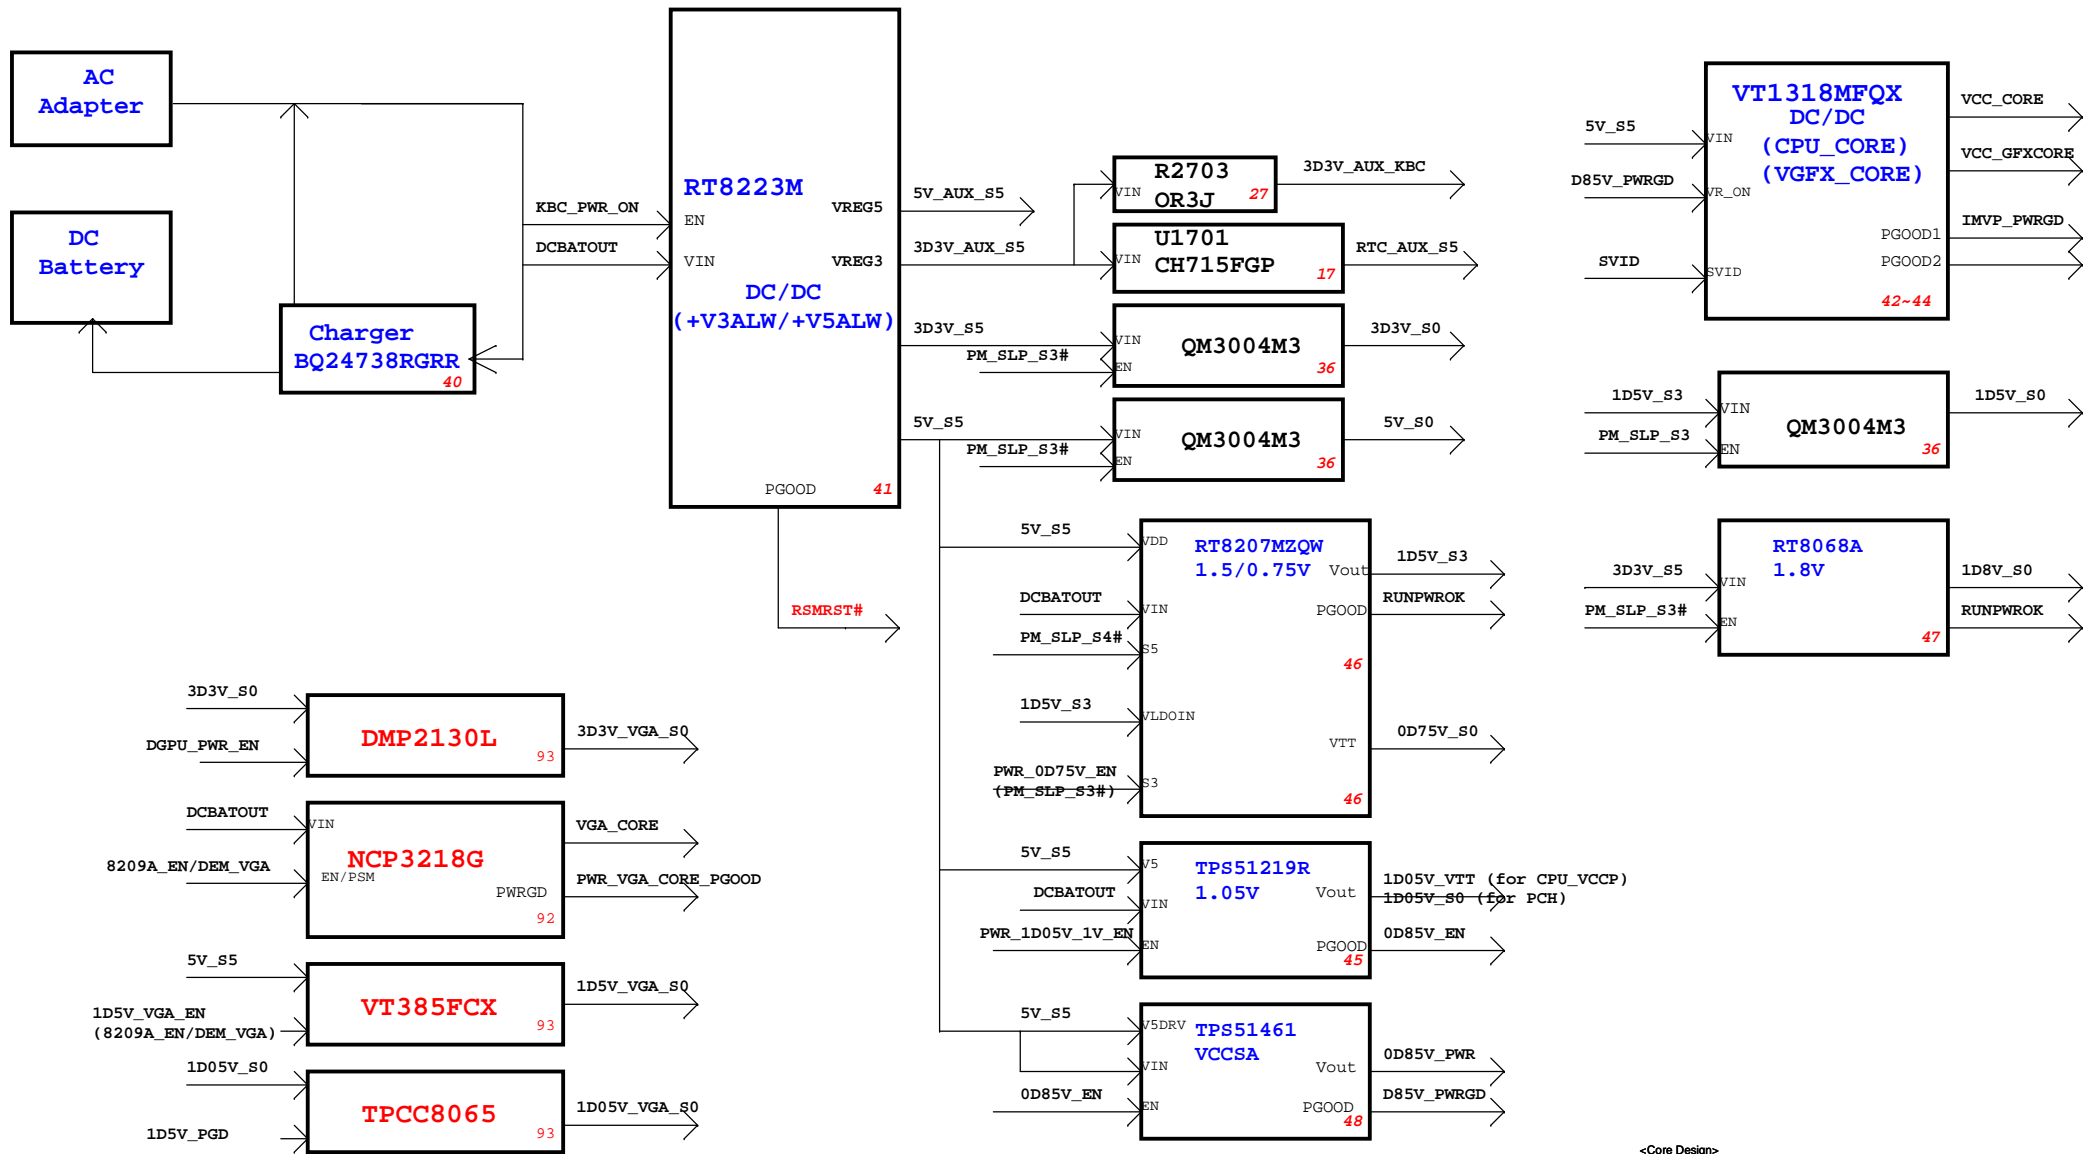 AC
Adapter
DC
Battery
Charger
BQ24738RGRR
40
KBC_PWR_ON
DCBATOUT
RT8223M
EN
VIN
VREG5
VREG3
DC/DC
(+V3ALW/+V5ALW)
PGOOD
41
RSMRST#
5V_AUX_S5
3D3V_AUX_S5
3D3V_S5
PM_SLP_S3#
5V_S5
PM_SLP_S3#
R2703
OR3J
VIN
27
3D3V_AUX_KBC
U1701
CH715FGP
VIN
17
RTC_AUX_S5
VIN
EN
QM3004M3
36
3D3V_S0
VIN
EN
QM3004M3
36
5V_S0
5V_S5
DCBATOUT
PM_SLP_S4#
1D5V_S3
PWR_0D75V_EN
(PM_SLP_S3#)
VDD
VIN
S5
VLDOIN
S3
RT8207MZQW
1.5/0.75V
Vout
PGOOD
46
VTT
46
1D5V_S3
RUNPWROK
0D75V_S0
5V_S5
DCBATOUT
PWR_1D05V_1V_EN
V5
VIN
EN
TPS51219R
1.05V
Vout
PGOOD
45
1D05V_VTT (for CPU_VCCP)
1D05V_S0 (for PCH)
0D85V_EN
5V_S5
0D85V_EN
V5DRV
VIN
EN
TPS51461
VCCSA
Vout
PGOOD
48
0D85V_PWR
D85V_PWRGD
5V_S5
D85V_PWRGD
SVID
VT1318MFQX
DC/DC
(CPU_CORE)
(VGFX_CORE)
VIN
VR_ON
SVID
PGOOD1
PGOOD2
42~44
VCC_CORE
VCC_GFXCORE
IMVP_PWRGD
1D5V_S3
PM_SLP_S3
VIN
EN
QM3004M3
36
1D5V_S0
3D3V_S5
PM_SLP_S3#
VIN
EN
RT8068A
1.8V
47
1D8V_S0
RUNPWROK
3D3V_S0
DGPU_PWR_EN
DMP2130L
93
3D3V_VGA_S0
DCBATOUT
8209A_EN/DEM_VGA
VIN
NCP3218G
EN/PSM
PWRGD
92
VGA_CORE
PWR_VGA_CORE_PGOOD
5V_S5
1D5V_VGA_EN
(8209A_EN/DEM_VGA)
VT385FCX
93
1D5V_VGA_S0
1D05V_S0
1D5V_PGD
TPCC8065
93
1D05V_VGA_S0
<Core Design>